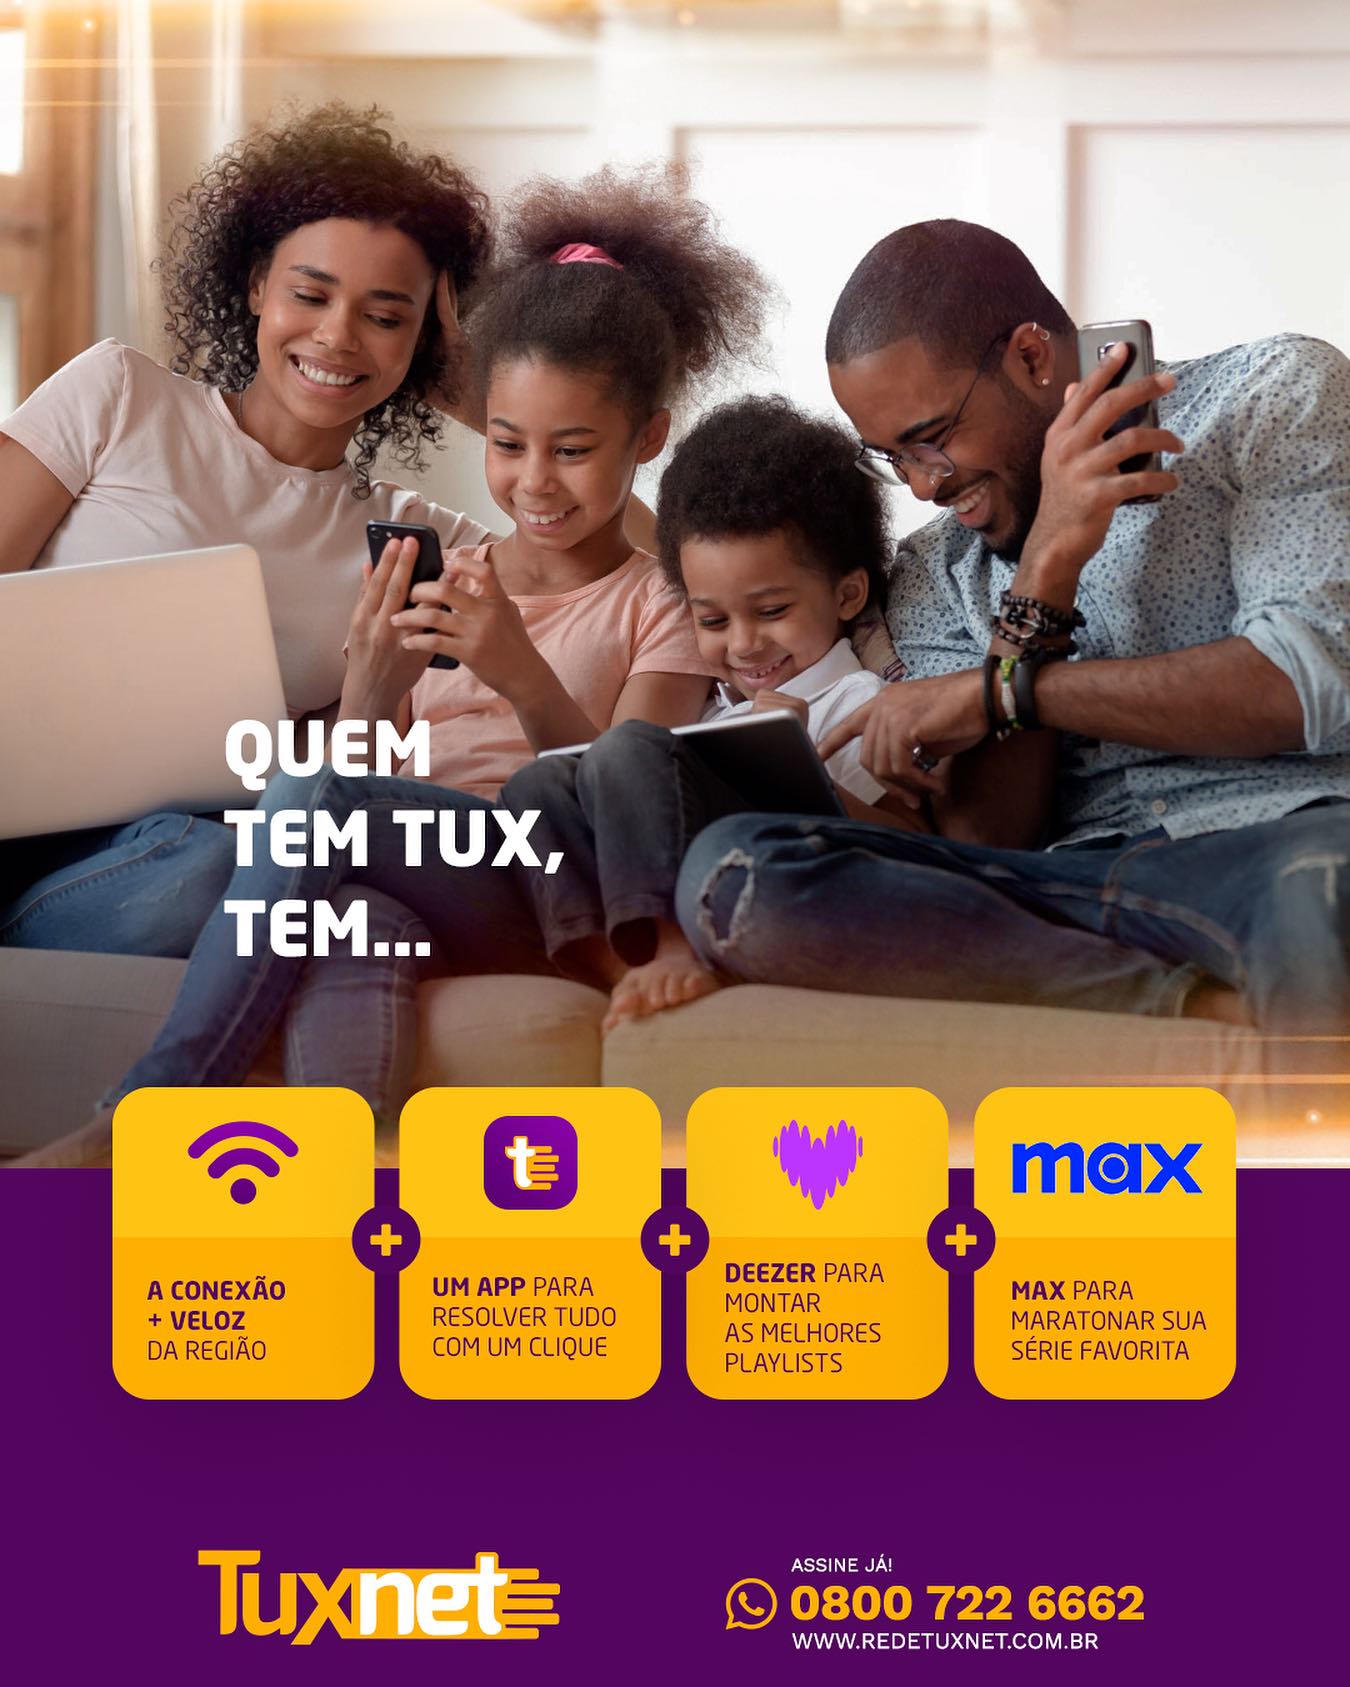 QUEM
TEM TUX,
TEM...
A CONEXÃO
+ VELOZ
DA REGIÃO
+
t
UM APP PARA
RESOLVER TUDO
COM UM CLIQUE
+
DEEZER PARA
MONTAR
AS MELHORES
PLAYLISTS
+
max
MAX PARA
MARATONAR SUA
SÉRIE FAVORITA
Tuxnet
ASSINE JÁ!
0800 722 6662
WWW.REDETUXNET.COM.BR